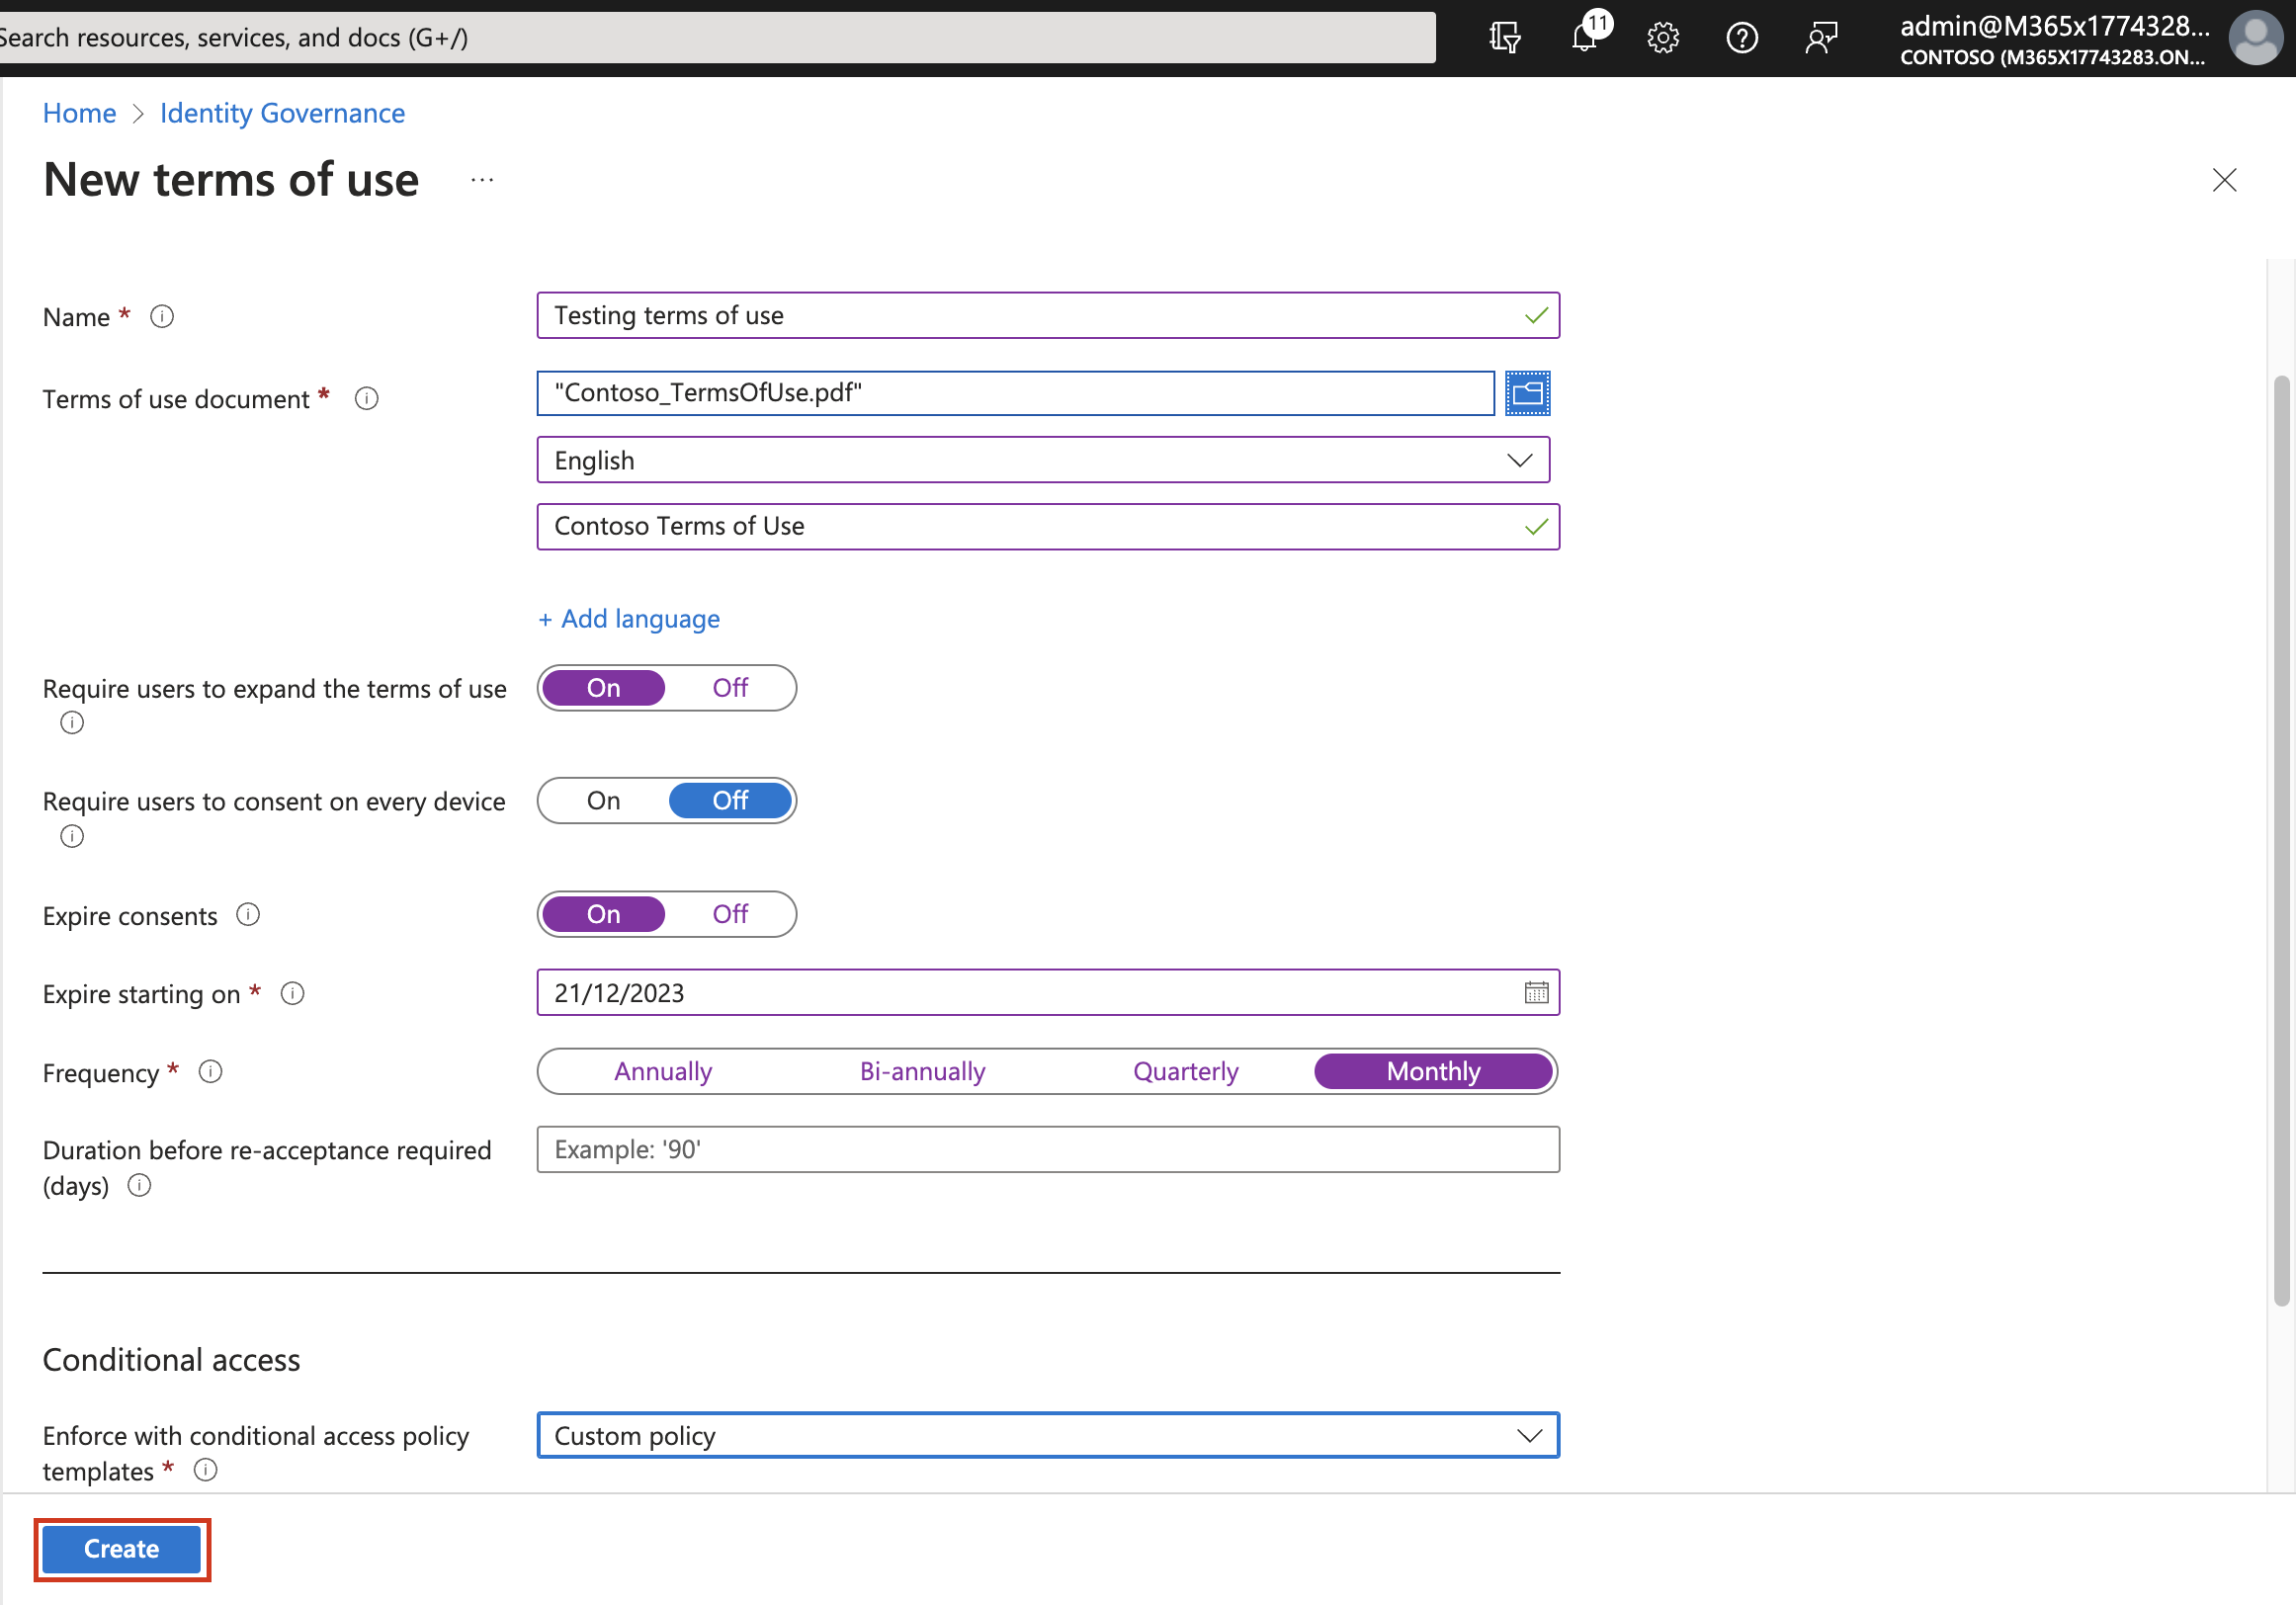 Search resources, services, and docs (G+/)
11
admin@M365x1774328...
CONTOSO (M365X17743283.ON...
Home > Identity Governance
New terms of use ...
Name *
Testing terms of use
Terms of use document *
"Contoso_TermsOfUse.pdf"
English
Contoso Terms of Use
+ Add language
Require users to expand the terms of use
On Off
Require users to consent on every device
On Off
Expire consents
On Off
Expire starting on *
21/12/2023
Frequency *
Annually Bi-annually Quarterly Monthly
Duration before re-acceptance required
(days)
Example: '90'
Conditional access
Enforce with conditional access policy
templates *
Custom policy
Create